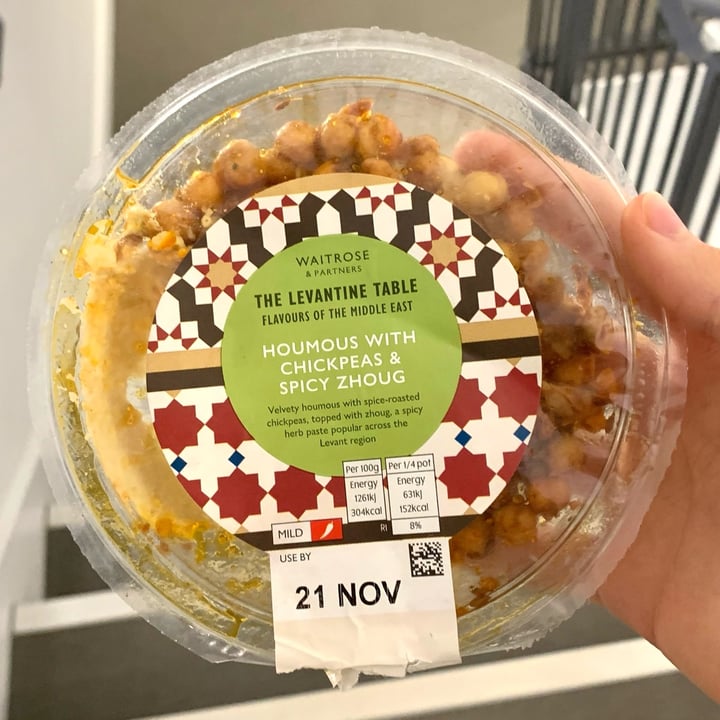 WAITROSE
& PARTNERS
THE LEVANTINE TABLE
FLAVOURS OF THE MIDDLE EAST
HOUMOUS WITH
CHICKPEAS &
SPICY ZHOUG
Velvety houmous with spice-roasted
chickpeas, topped with zhoug, a spicy
herb paste popular across the
Levant region
Per 100g Per 1/4 pot
Energy Energy
1261kJ 631kJ
304kcal 152kcal
MILD RI 8%
USE BY
21 NOV